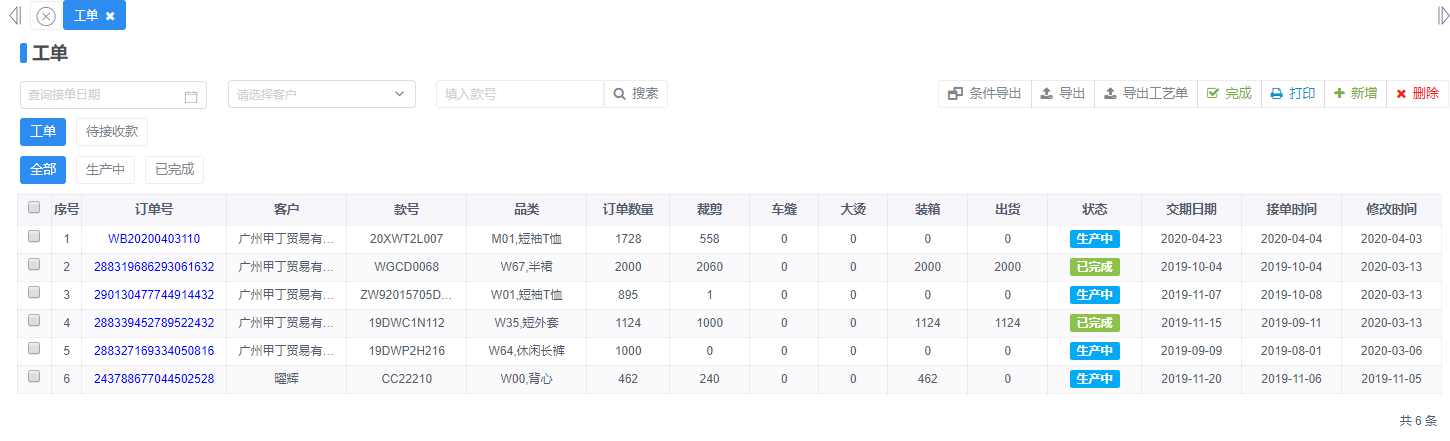 工单
工单
查询接单日期 请选择客户 填入款号 搜索 条件导出 导出 导出工艺单 完成 打印 新增 删除
工单 待接收款
全部 生产中 已完成
序号 订单号 客户 款号 品类 订单数量 裁剪 车缝 大烫 装箱 出货 状态 交期日期 接单时间 修改时间
1 WB20200403110 广州甲丁贸易有... 20XWT2L007 M01,短袖T恤 1728 558 0 0 0 0 生产中 2020-04-23 2020-04-04 2020-04-03
2 288319686293061632 广州甲丁贸易有... WGCD0068 W67,半裙 2000 2060 0 0 2000 2000 已完成 2019-10-04 2019-10-04 2020-03-13
3 290130477744914432 广州甲丁贸易有... ZW92015705D... W01,短袖T恤 895 1 0 0 0 0 生产中 2019-11-07 2019-10-08 2020-03-13
4 288339452789522432 广州甲丁贸易有... 19DWC1N112 W35,短外套 1124 1000 0 0 1124 1124 已完成 2019-11-15 2019-09-11 2020-03-13
5 288327169334050816 广州甲丁贸易有... 19DWP2H216 W64,休闲长裤 1000 0 0 0 0 0 生产中 2019-09-09 2019-08-01 2020-03-06
6 243788677044502528 曜辉 CC22210 W00,背心 462 240 0 0 462 0 生产中 2019-11-20 2019-11-06 2019-11-05
共 6 条